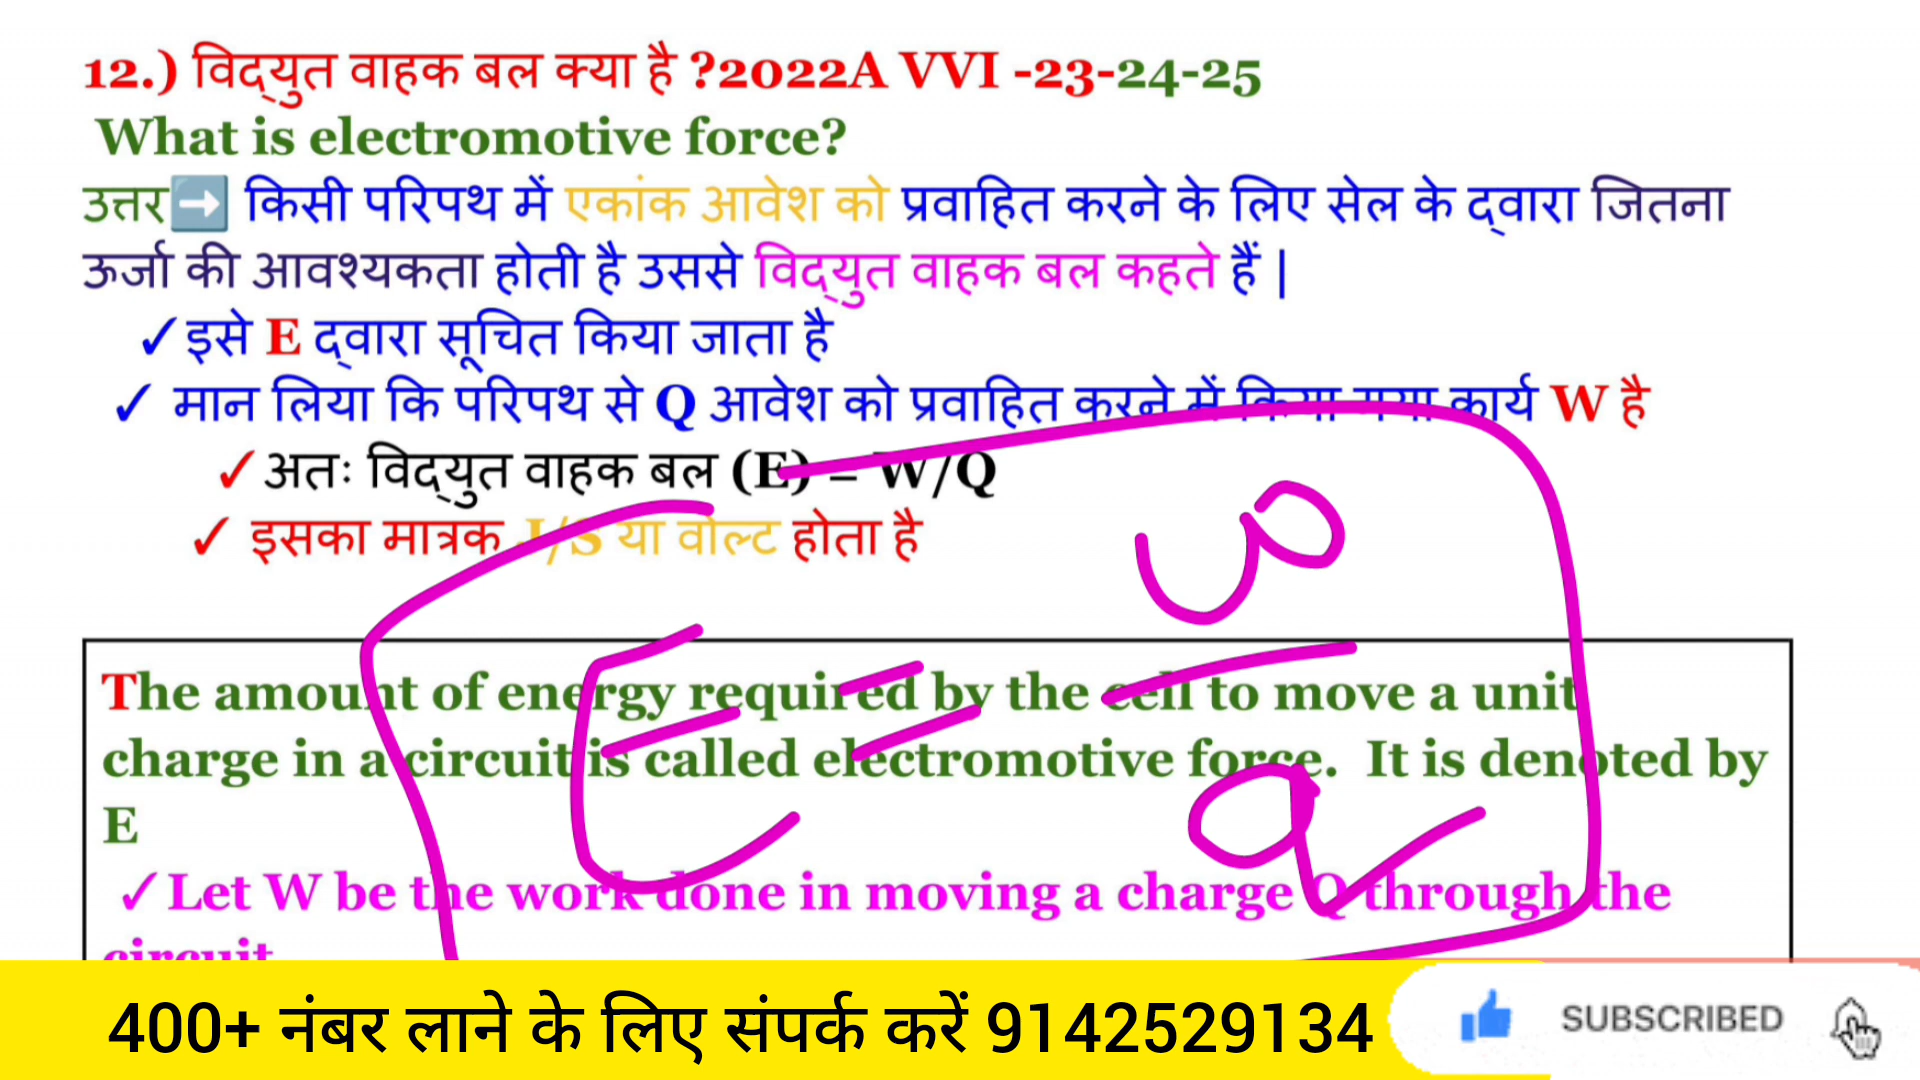 12.) विद्युत वाहक बल क्या है ?2022A VVI -23-24-25
What is electromotive force?
उत्तर➡️ किसी परिपथ में एकांक आवेश को प्रवाहित करने के लिए सेल के द्वारा जितना
ऊर्जा की आवश्यकता होती है उससे विद्युत वाहक बल कहते हैं |
✓इसे E द्वारा सूचित किया जाता है
✓ मान लिया कि परिपथ से Q आवेश को प्रवाहित करने में किया गया कार्य W है
✓अतः विद्युत वाहक बल (E) = W/Q
✓ इसका मात्रक J/S या वोल्ट होता है
E = w/Q
The amount of energy required by the cell to move a unit
charge in a circuit is called electromotive force. It is denoted by
E
✓Let W be the work done in moving a charge Q through the
circuit
400+ नंबर लाने के लिए संपर्क करें 9142529134
SUBSCRIBED